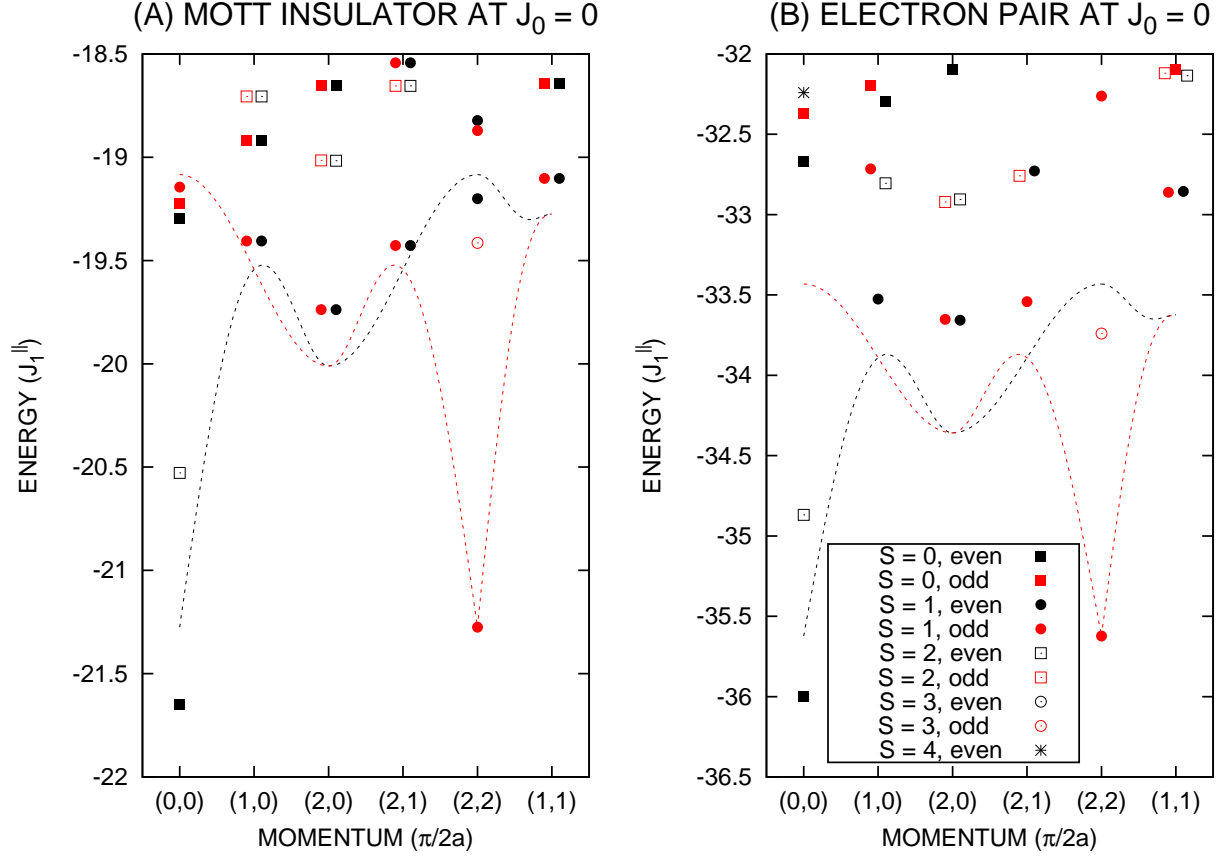 (A) MOTT INSULATOR AT J_0 = 0
ENERGY (J_1^||)
-18.5
-19
-19.5
-20
-20.5
-21
-21.5
-22
(0,0) (1,0) (2,0) (2,1) (2,2) (1,1)
MOMENTUM (π/2a)
(B) ELECTRON PAIR AT J_0 = 0
ENERGY (J_1^||)
-32
-32.5
-33
-33.5
-34
-34.5
-35
-35.5
-36
-36.5
S = 0, even
S = 0, odd
S = 1, even
S = 1, odd
S = 2, even
S = 2, odd
S = 3, even
S = 3, odd
S = 4, even
(0,0) (1,0) (2,0) (2,1) (2,2) (1,1)
MOMENTUM (π/2a)